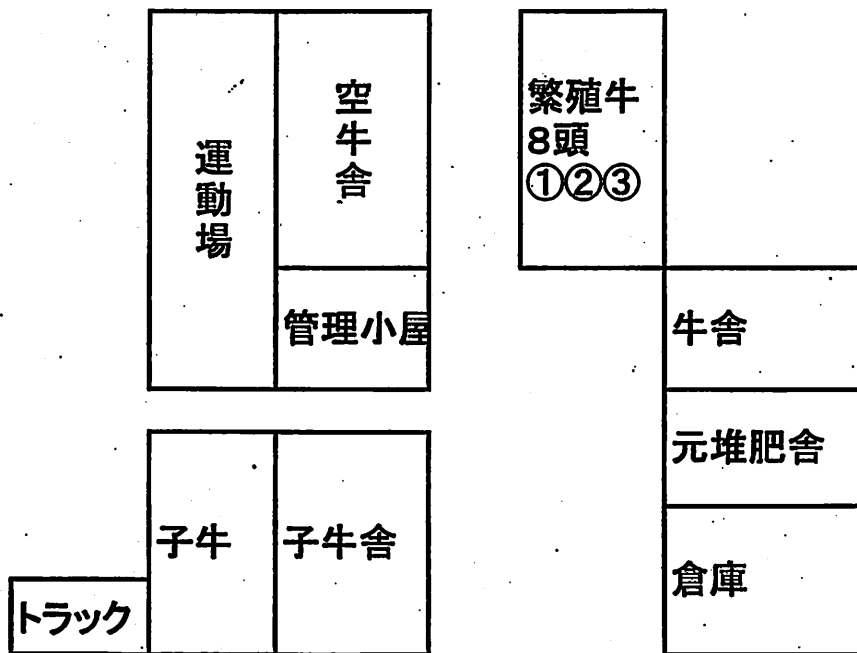 運動場
空牛舎
繁殖牛
8頭
①②③
管理小屋
牛舎
元堆肥舎
子牛
子牛舎
倉庫
トラック